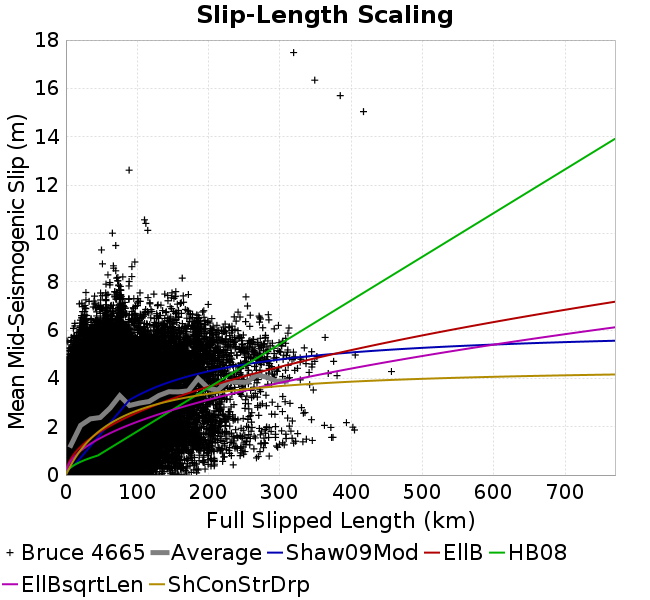 Slip-Length Scaling
Mean Mid-Seismogenic Slip (m)
18
16
14
12
10
8
6
4
2
0
0 100 200 300 400 500 600 700
Full Slipped Length (km)
Bruce 4665 Average Shaw09Mod EllB HB08
EllBsqrtLen ShConStrDrp